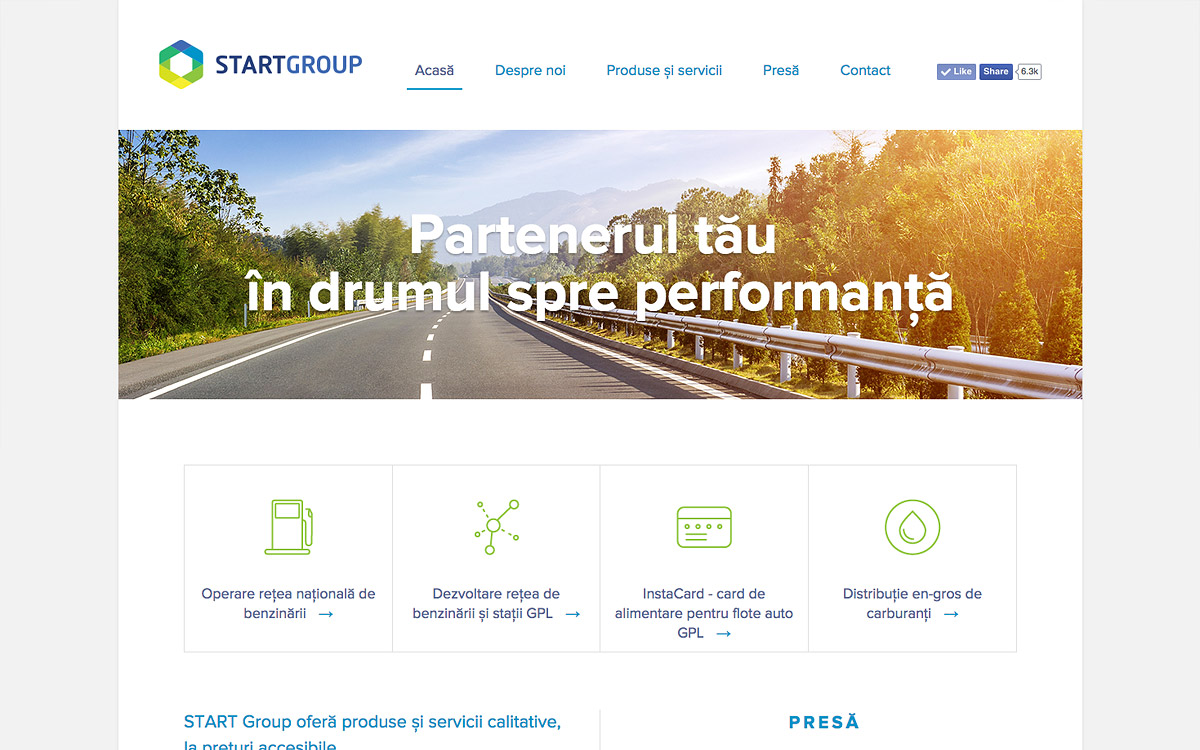 STARTGROUP
Acasă
Despre noi
Produse și servicii
Presă
Contact
Like
Share
6.3k
Partenerul tău
în drumul spre performanță
Operare rețea națională de
benzinării →
Dezvoltare rețea de
benzinării și stații GPL →
InstaCard - card de
alimentare pentru flote auto
GPL →
Distribuție en-gros de
carburanți →
START Group oferă produse și servicii calitative,
la prețuri accesibile
PRESĂ